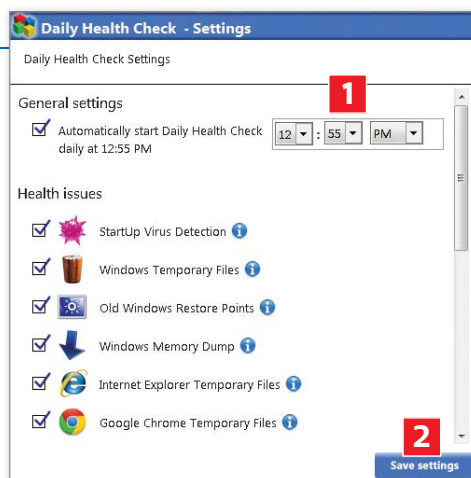 Daily Health Check - Settings
Daily Health Check Settings
General settings
1
Automatically start Daily Health Check
daily at 12:55 PM
12 : 55 PM
Health issues
StartUp Virus Detection
Windows Temporary Files
Old Windows Restore Points
Windows Memory Dump
Internet Explorer Temporary Files
Google Chrome Temporary Files
2
Save settings